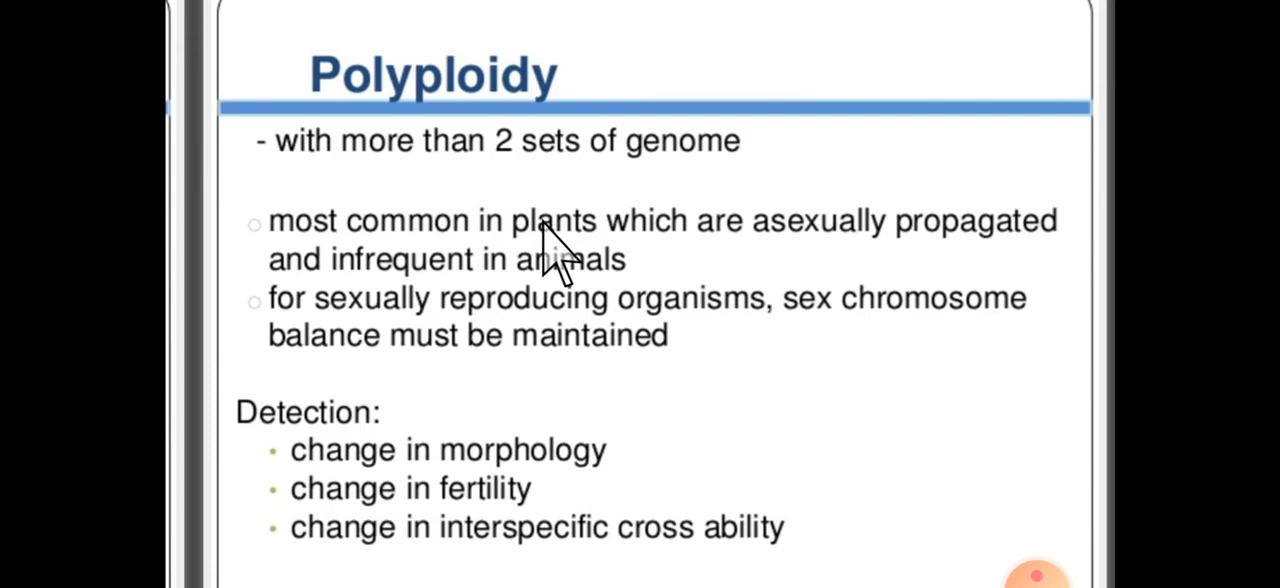 Polyploidy
- with more than 2 sets of genome
most common in plants which are asexually propagated
and infrequent in animals
for sexually reproducing organisms, sex chromosome
balance must be maintained
Detection:
• change in morphology
• change in fertility
• change in interspecific cross ability